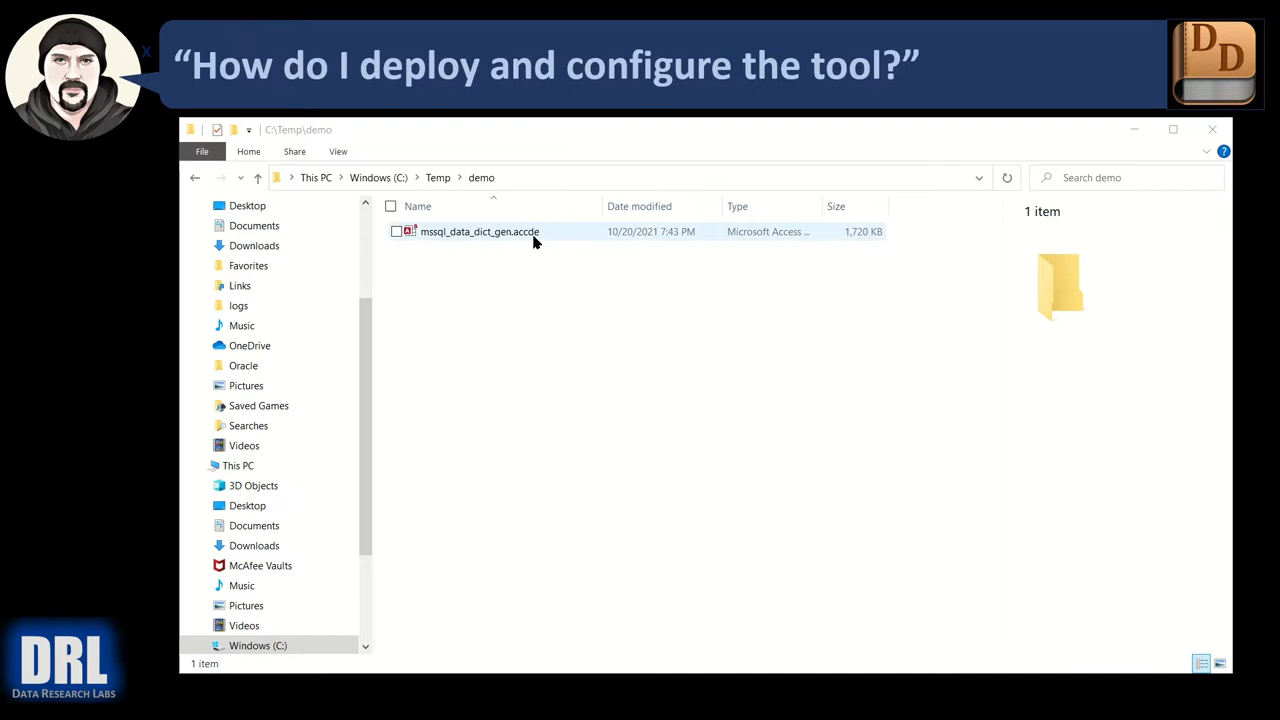 x
“How do I deploy and configure the tool?”
D
D
C:\Temp\demo
File Home Share View
This PC Windows (C:) Temp demo
Search demo
Name Date modified Type Size
mssql_data_dict_gen.accde 10/20/2021 7:43 PM Microsoft Access ... 1,720 KB
1 item
Desktop
Documents
Downloads
Favorites
Links
logs
Music
OneDrive
Oracle
Pictures
Saved Games
Searches
Videos
This PC
3D Objects
Desktop
Documents
Downloads
McAfee Vaults
Music
Pictures
Videos
Windows (C:)
1 item
DRL
DATA RESEARCH LABS